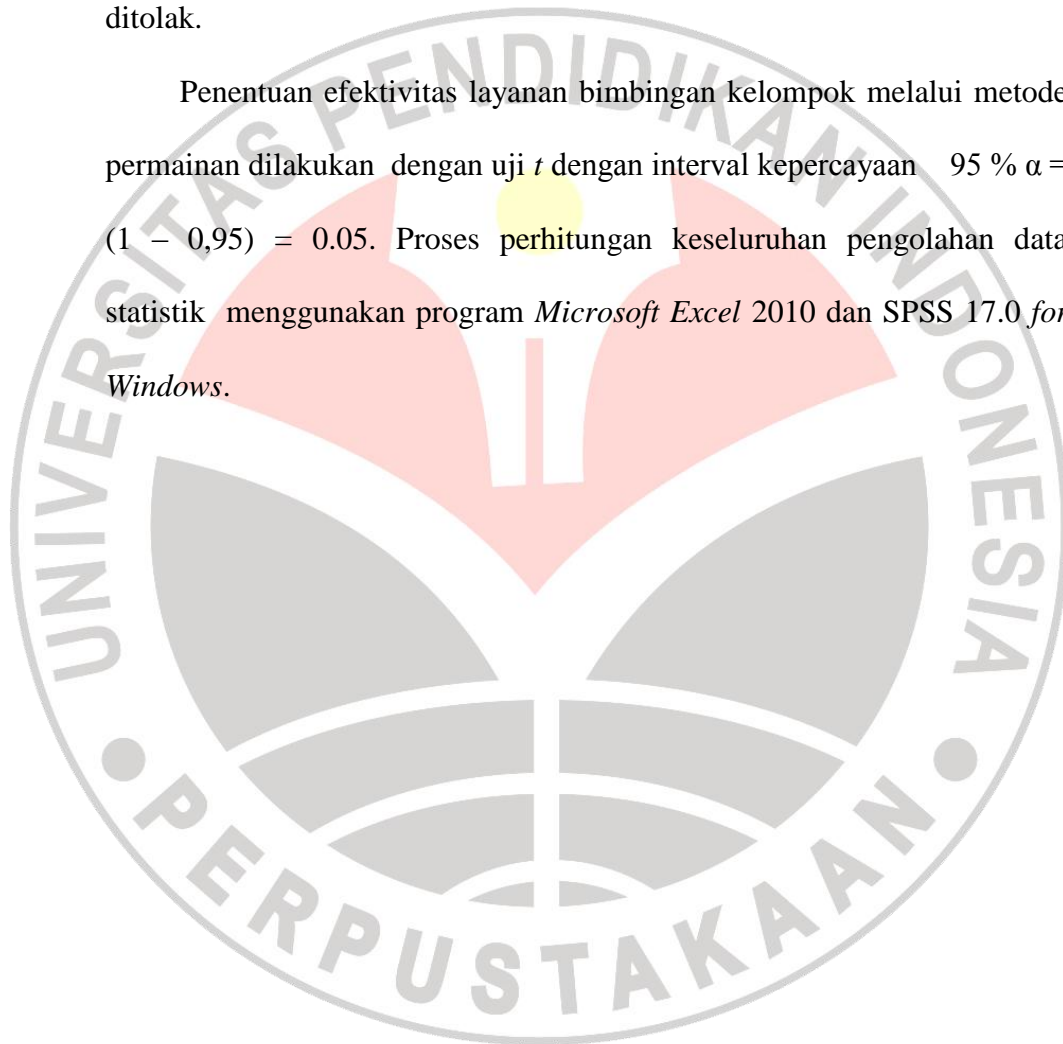 ditolak.
Penentuan efektivitas layanan bimbingan kelompok melalui metode
permainan dilakukan dengan uji t dengan interval kepercayaan 95 % α =
(1 – 0,95) = 0.05. Proses perhitungan keseluruhan pengolahan data
statistik menggunakan program Microsoft Excel 2010 dan SPSS 17.0 for
Windows.
UNIVERSITAS PENDIDIKAN INDONESIA
PERPUSTAKAAN